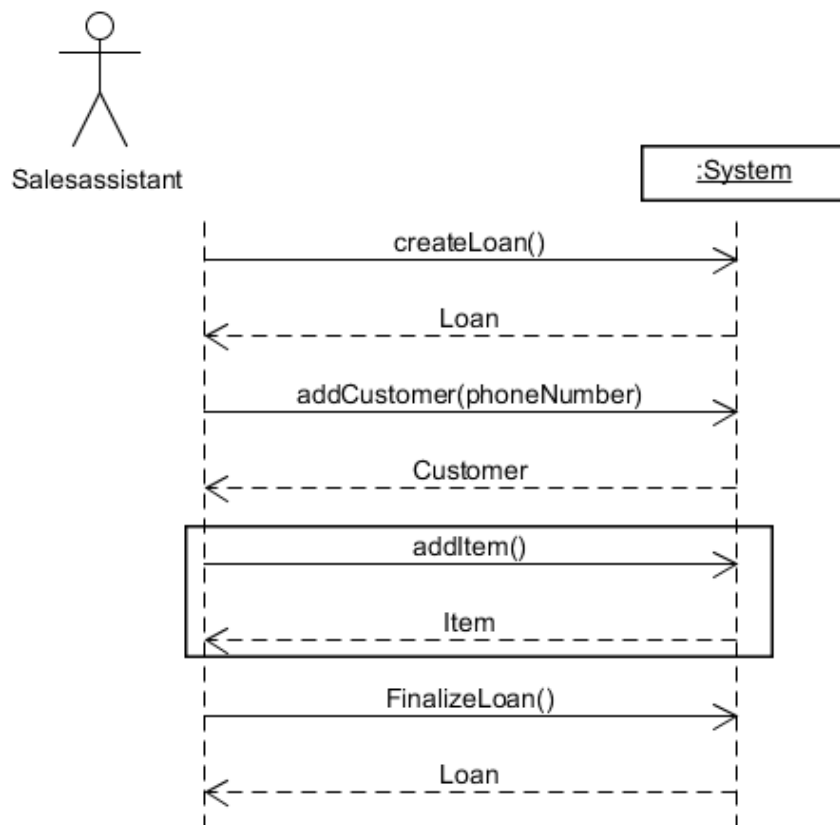 Salesassistant
:System
createLoan()
Loan
addCustomer(phoneNumber)
Customer
addItem()
Item
FinalizeLoan()
Loan